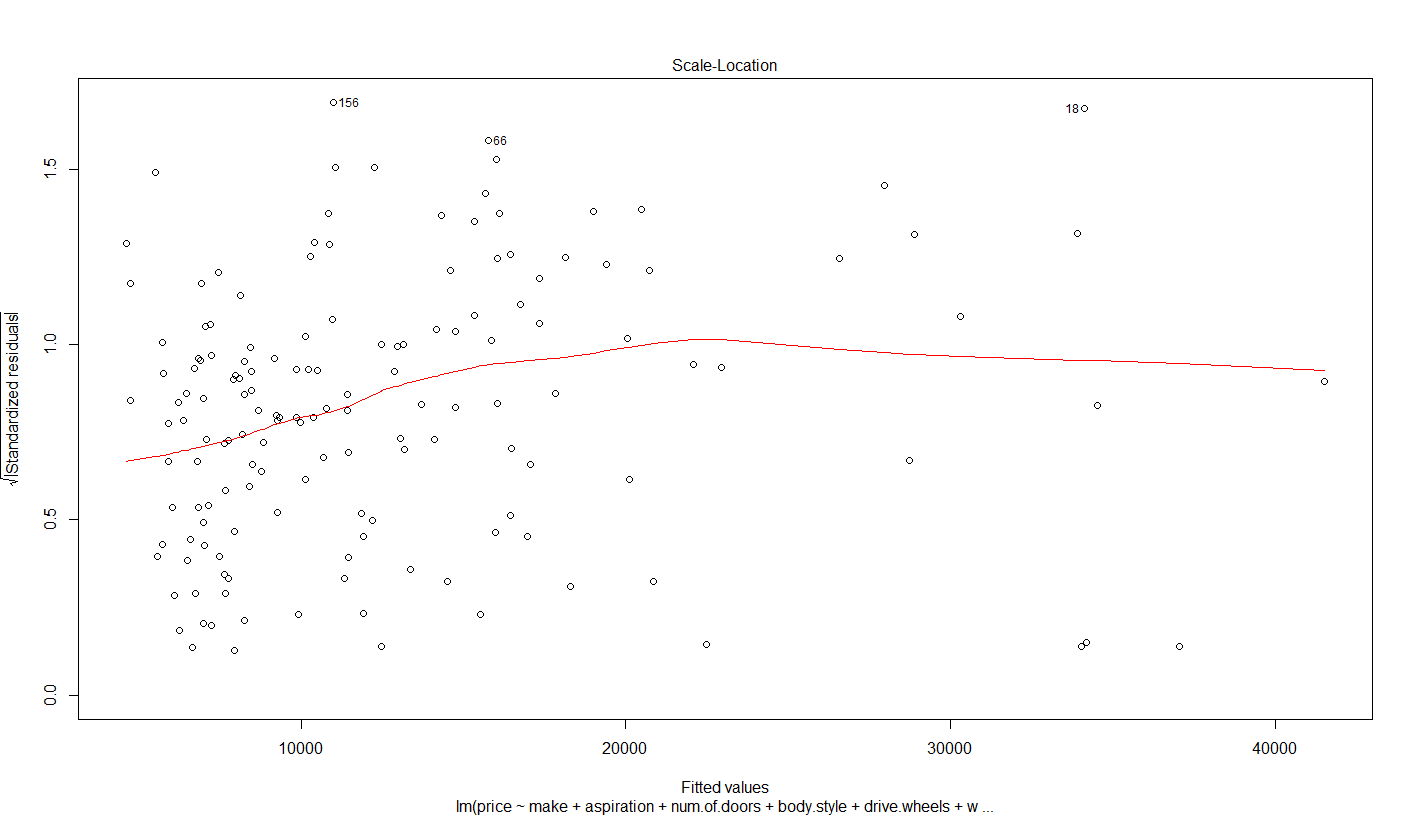 Scale-Location
156
18
66
√|Standardized residuals|
1.5
1.0
0.5
0.0
10000 20000 30000 40000
Fitted values
lm(price ~ make + aspiration + num.of.doors + body.style + drive.wheels + w ...